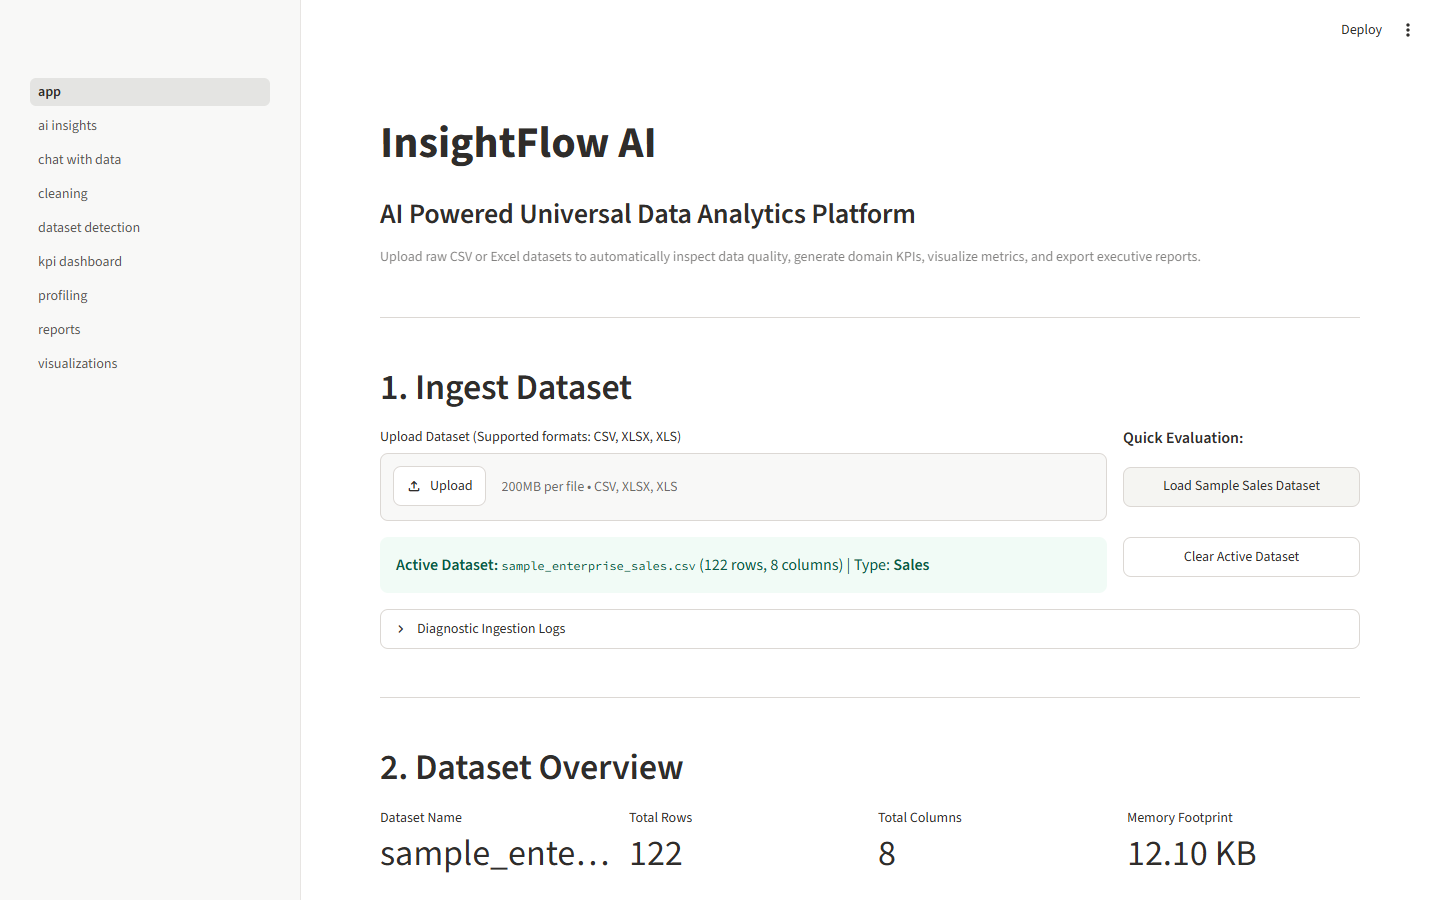 Deploy
app
ai insights
chat with data
cleaning
dataset detection
kpi dashboard
profiling
reports
visualizations
InsightFlow AI
AI Powered Universal Data Analytics Platform
Upload raw CSV or Excel datasets to automatically inspect data quality, generate domain KPIs, visualize metrics, and export executive reports.
1. Ingest Dataset
Upload Dataset (Supported formats: CSV, XLSX, XLS)
Upload
200MB per file • CSV, XLSX, XLS
Quick Evaluation:
Load Sample Sales Dataset
Active Dataset: sample_enterprise_sales.csv (122 rows, 8 columns) | Type: Sales
Clear Active Dataset
Diagnostic Ingestion Logs
2. Dataset Overview
Dataset Name
sample_ente...
Total Rows
122
Total Columns
8
Memory Footprint
12.10 KB